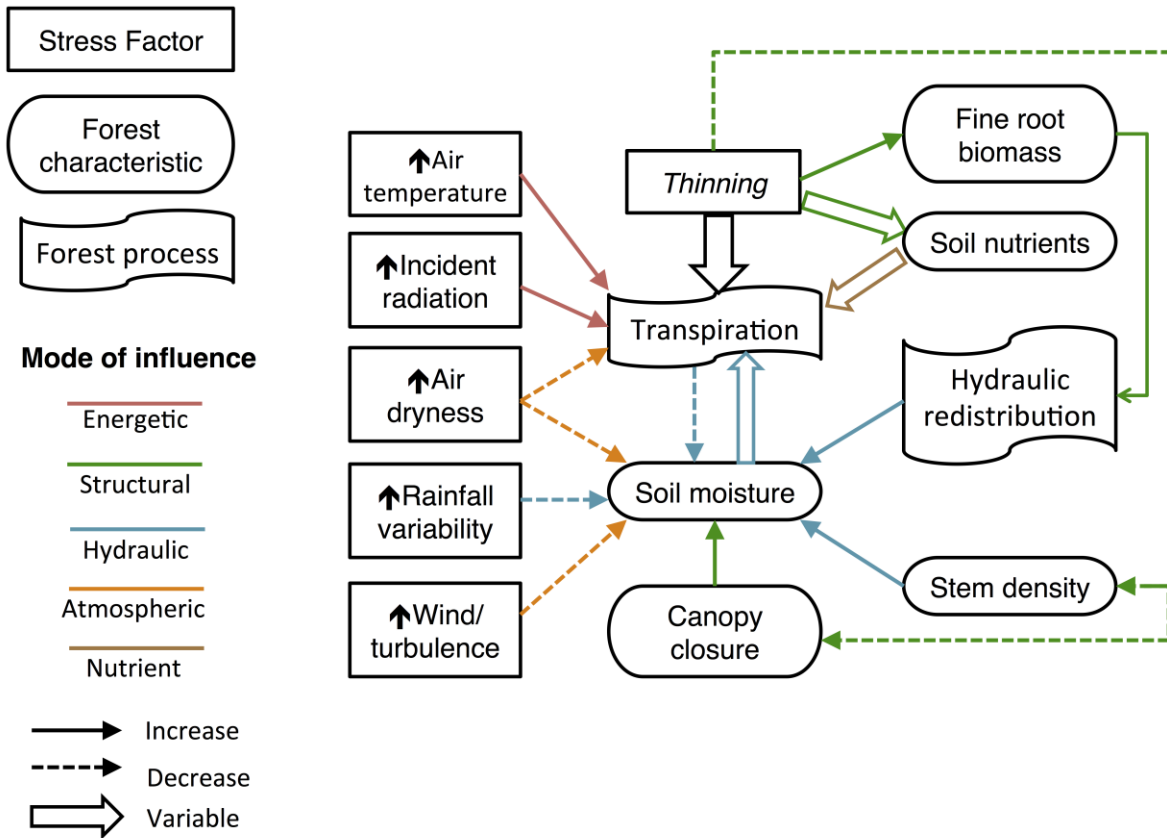 Stress Factor
Forest
characteristic
Forest process
Mode of influence
Energetic
Structural
Hydraulic
Atmospheric
Nutrient
Increase
Decrease
Variable
↑Air
temperature
↑Incident
radiation
↑Air
dryness
↑Rainfall
variability
↑Wind/
turbulence
Thinning
Transpiration
Soil moisture
Canopy
closure
Fine root
biomass
Soil nutrients
Hydraulic
redistribution
Stem density